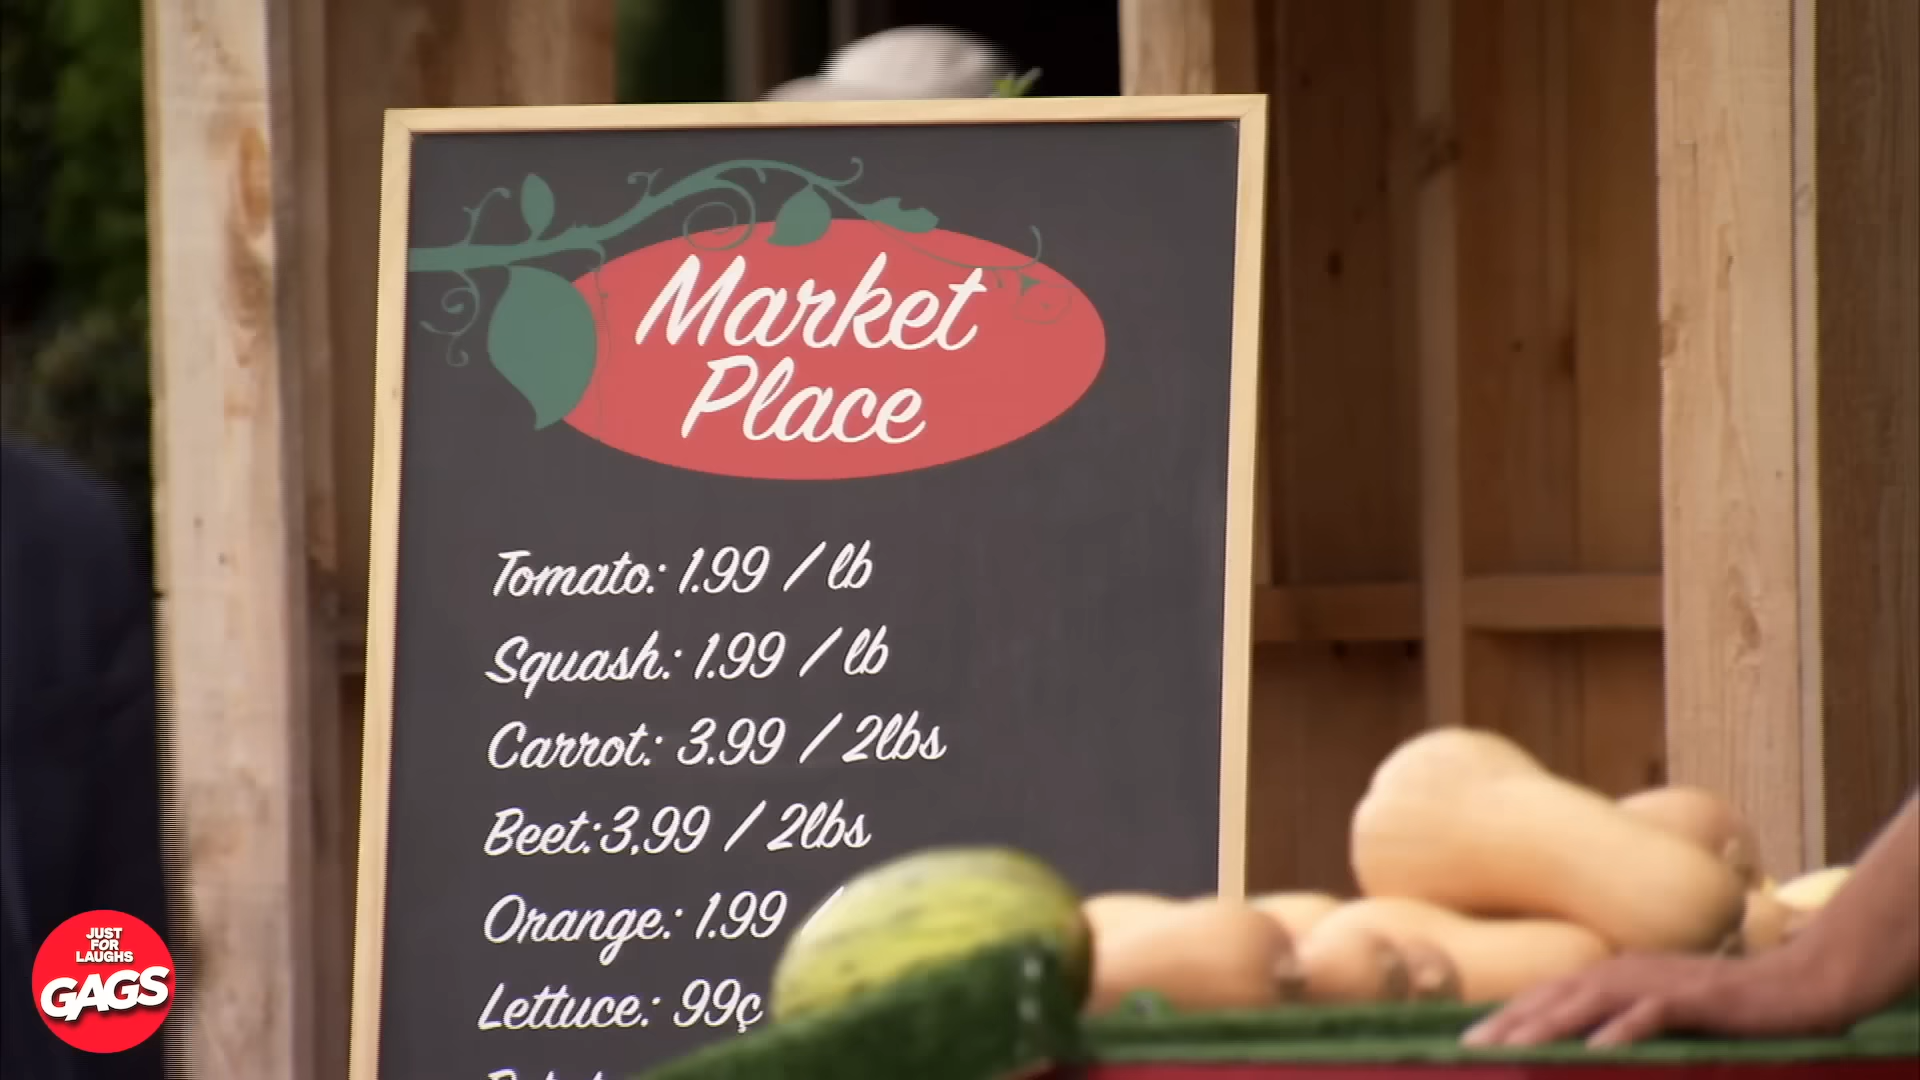 Market
Place
Tomato: 1.99 / lb
Squash: 1.99 / lb
Carrot: 3.99 / 2lbs
Beet:3,99 / 2lbs
Orange: 1.99 /
Lettuce: 99ç
JUST
FOR
LAUGHS
GAGS